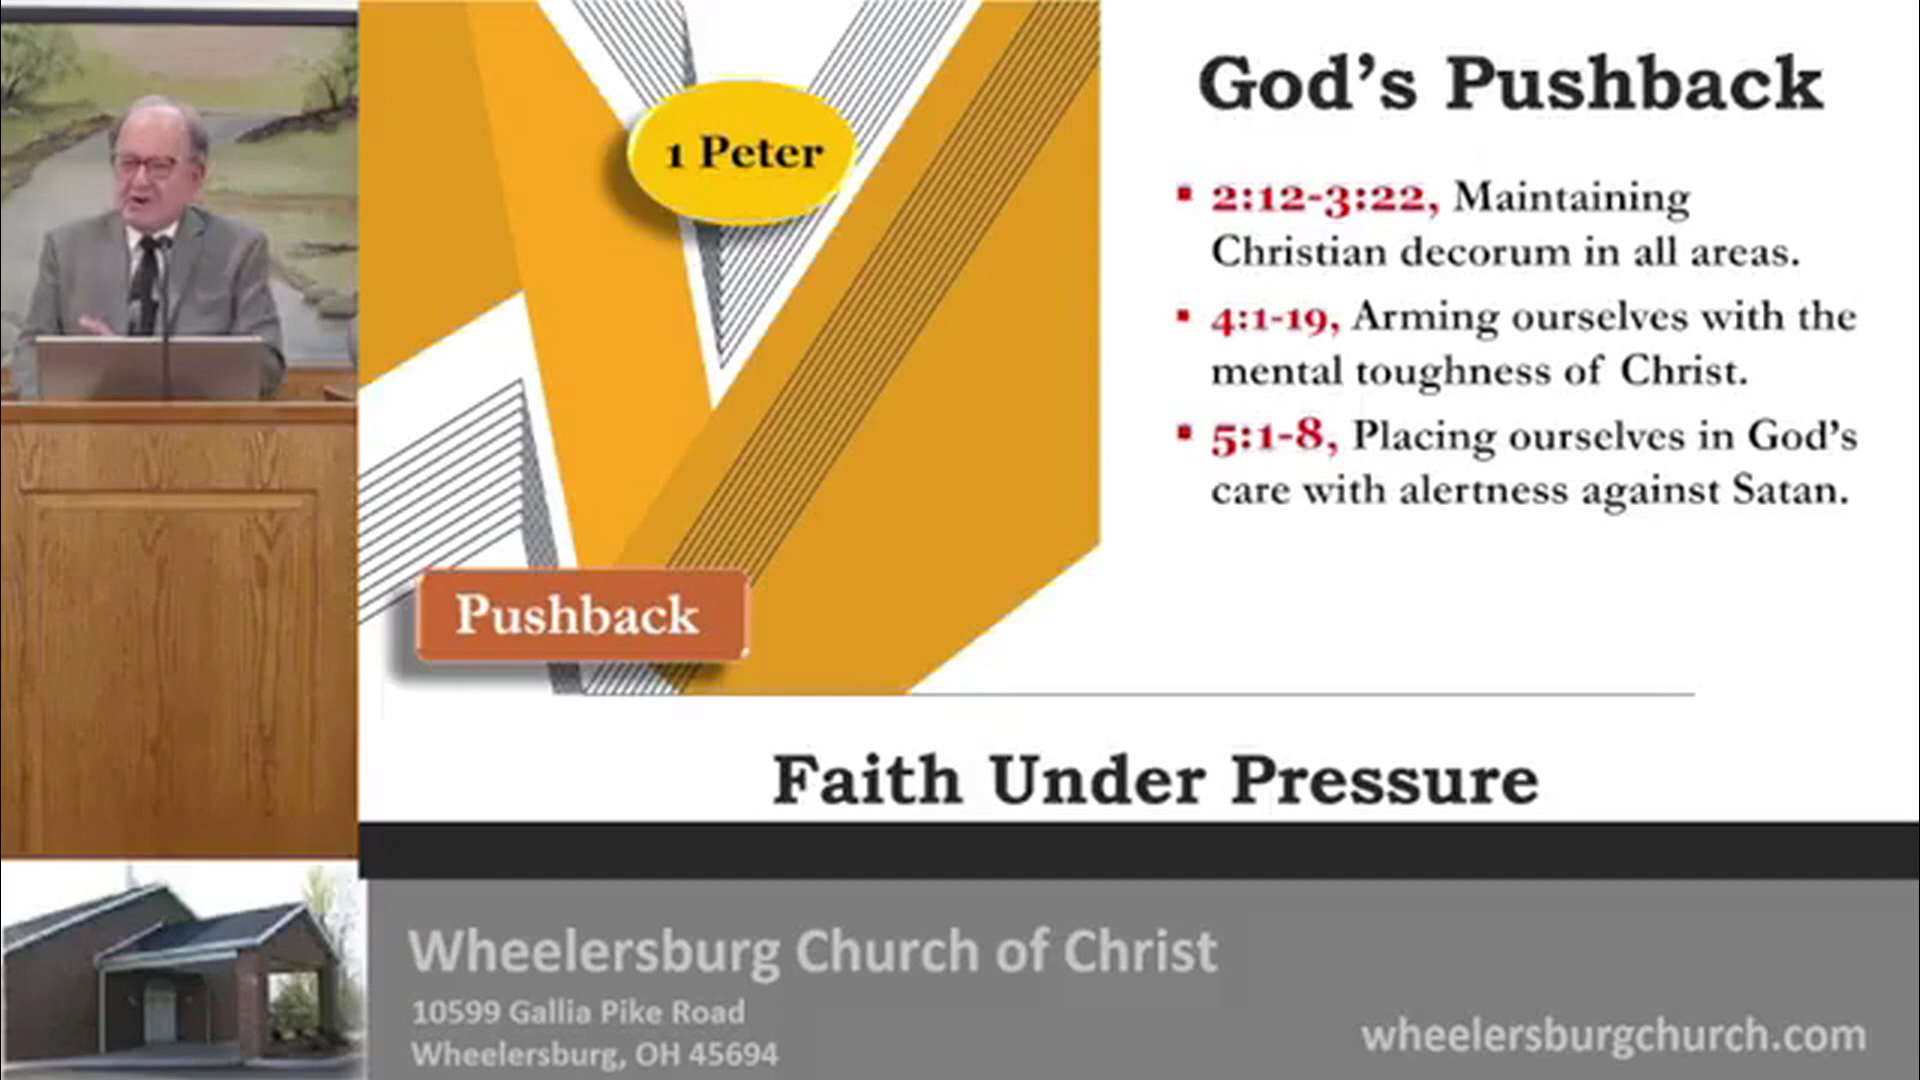 God's Pushback
1 Peter
▪ 2:12-3:22, Maintaining
Christian decorum in all areas.
▪ 4:1-19, Arming ourselves with the
mental toughness of Christ.
▪ 5:1-8, Placing ourselves in God's
care with alertness against Satan.
Pushback
Faith Under Pressure
Wheelersburg Church of Christ
10599 Gallia Pike Road
Wheelersburg, OH 45694
wheelersburgchurch.com